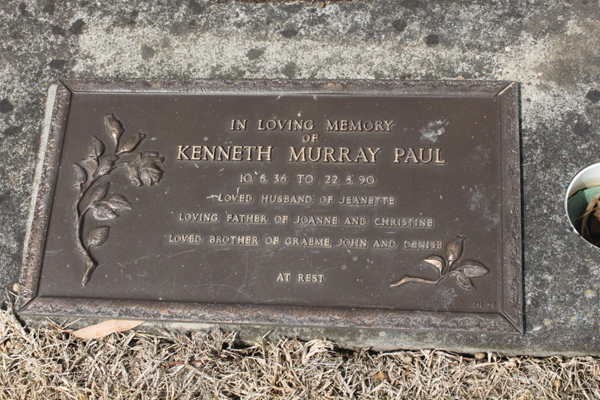 IN LOVING MEMORY
OF
KENNETH MURRAY PAUL
10.6.36 TO 22.5.90
LOVED HUSBAND OF JEANETTE
LOVING FATHER OF JOANNE AND CHRISTINE
LOVED BROTHER OF GRAEME, JOHN AND DENISE
AT REST